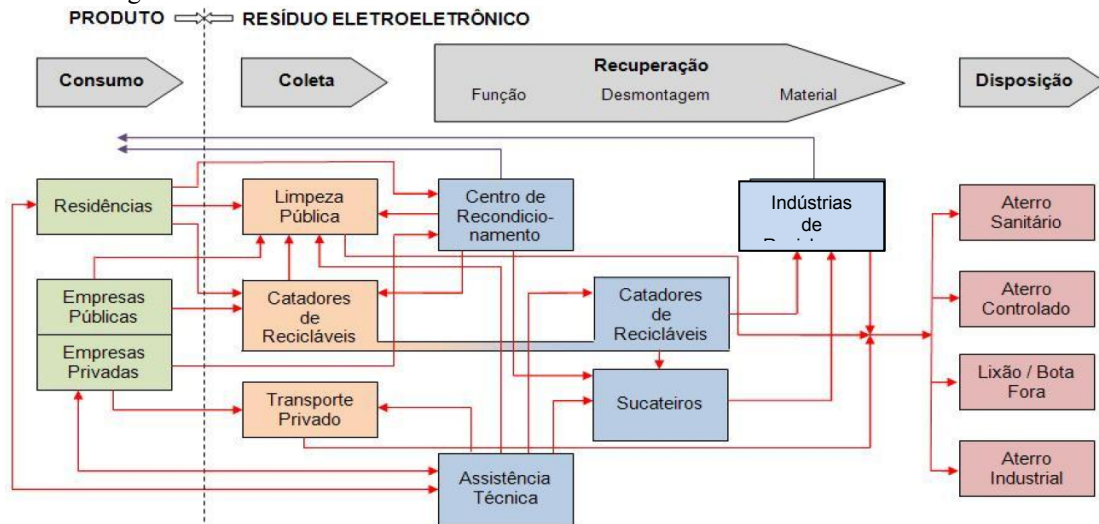 PRODUTO
RESÍDUO ELETROELETRÔNICO
Consumo
Coleta
Recuperação
Função
Desmontagem
Material
Disposição
Residências
Limpeza
Pública
Centro de
Recondicio-
namento
Indústrias
de
Aterro
Sanitário
Empresas
Públicas
Catadores
de
Recicláveis
Catadores
de
Recicláveis
Aterro
Controlado
Empresas
Privadas
Transporte
Privado
Sucateiros
Lixão / Bota
Fora
Assistência
Técnica
Aterro
Industrial